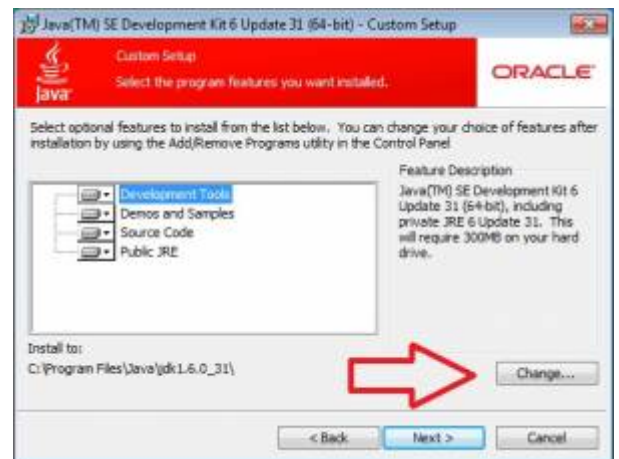 Java(TM) SE Development Kit 6 Update 31 (64-bit) - Custom Setup
Custom Setup
Select the program features you want installed.
Java
ORACLE
Select optional features to install from the list below. You can change your choice of features after
installation by using the Add/Remove Programs utility in the Control Panel
Development Tools
Demos and Samples
Source Code
Public JRE
Feature Description
Java(TM) SE Development Kit 6
Update 31 (64-bit), including
private JRE 6 Update 31. This
will require 300MB on your hard
drive.
Install to:
C:\Program Files\Java\jdk1.6.0_31\
Change...
< Back
Next >
Cancel